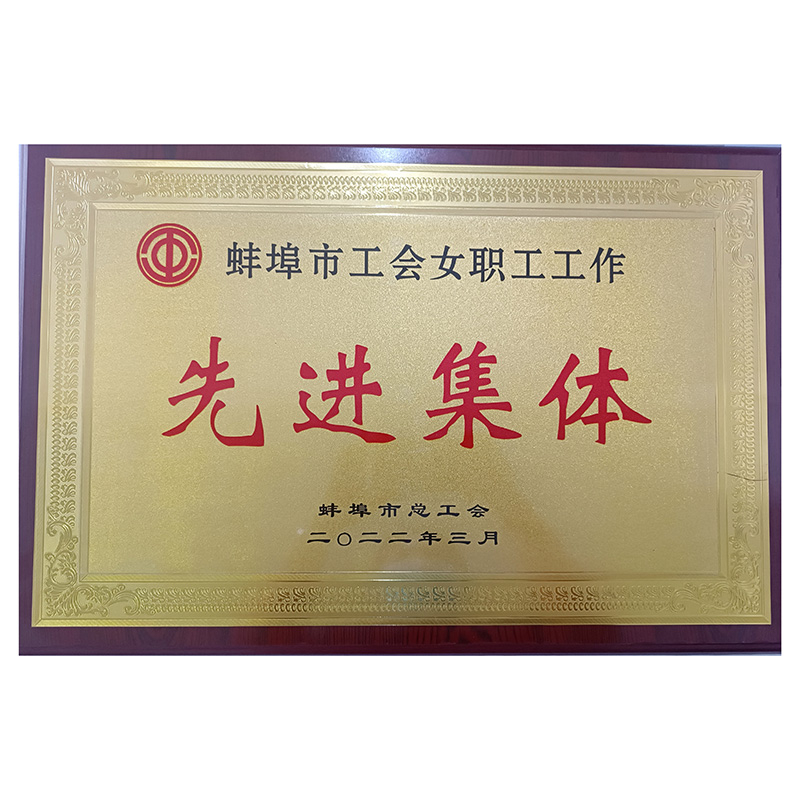 蚌埠市工会女职工工作
先进集体
蚌埠市总工会
二〇二二年三月